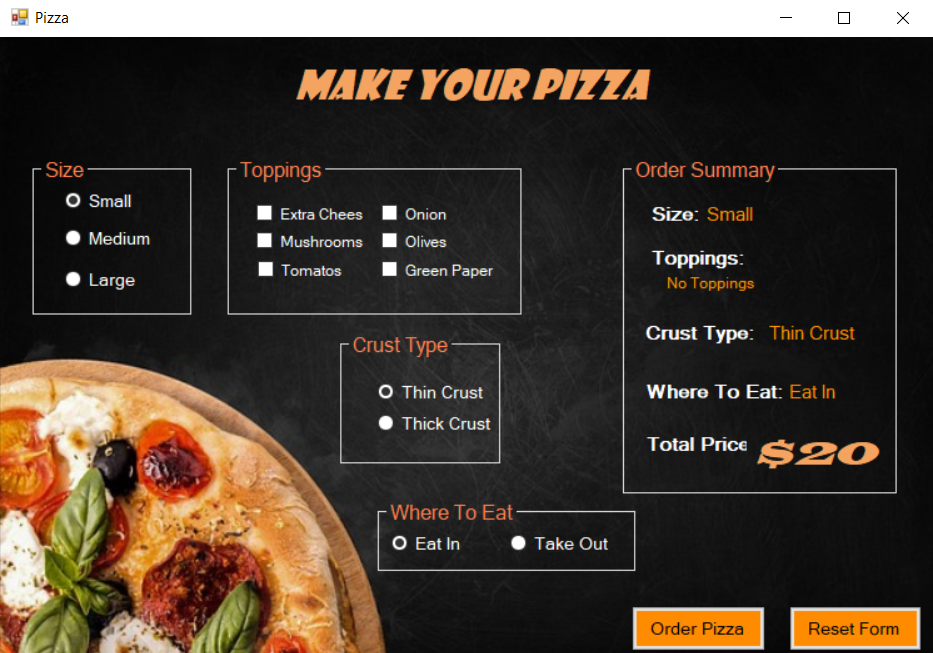 Pizza
MAKE YOUR PIZZA
Size
Small
Medium
Large
Toppings
Extra Chees
Onion
Mushrooms
Olives
Tomatos
Green Paper
Crust Type
Thin Crust
Thick Crust
Where To Eat
Eat In
Take Out
Order Summary
Size: Small
Toppings:
No Toppings
Crust Type: Thin Crust
Where To Eat: Eat In
Total Price $20
Order Pizza
Reset Form